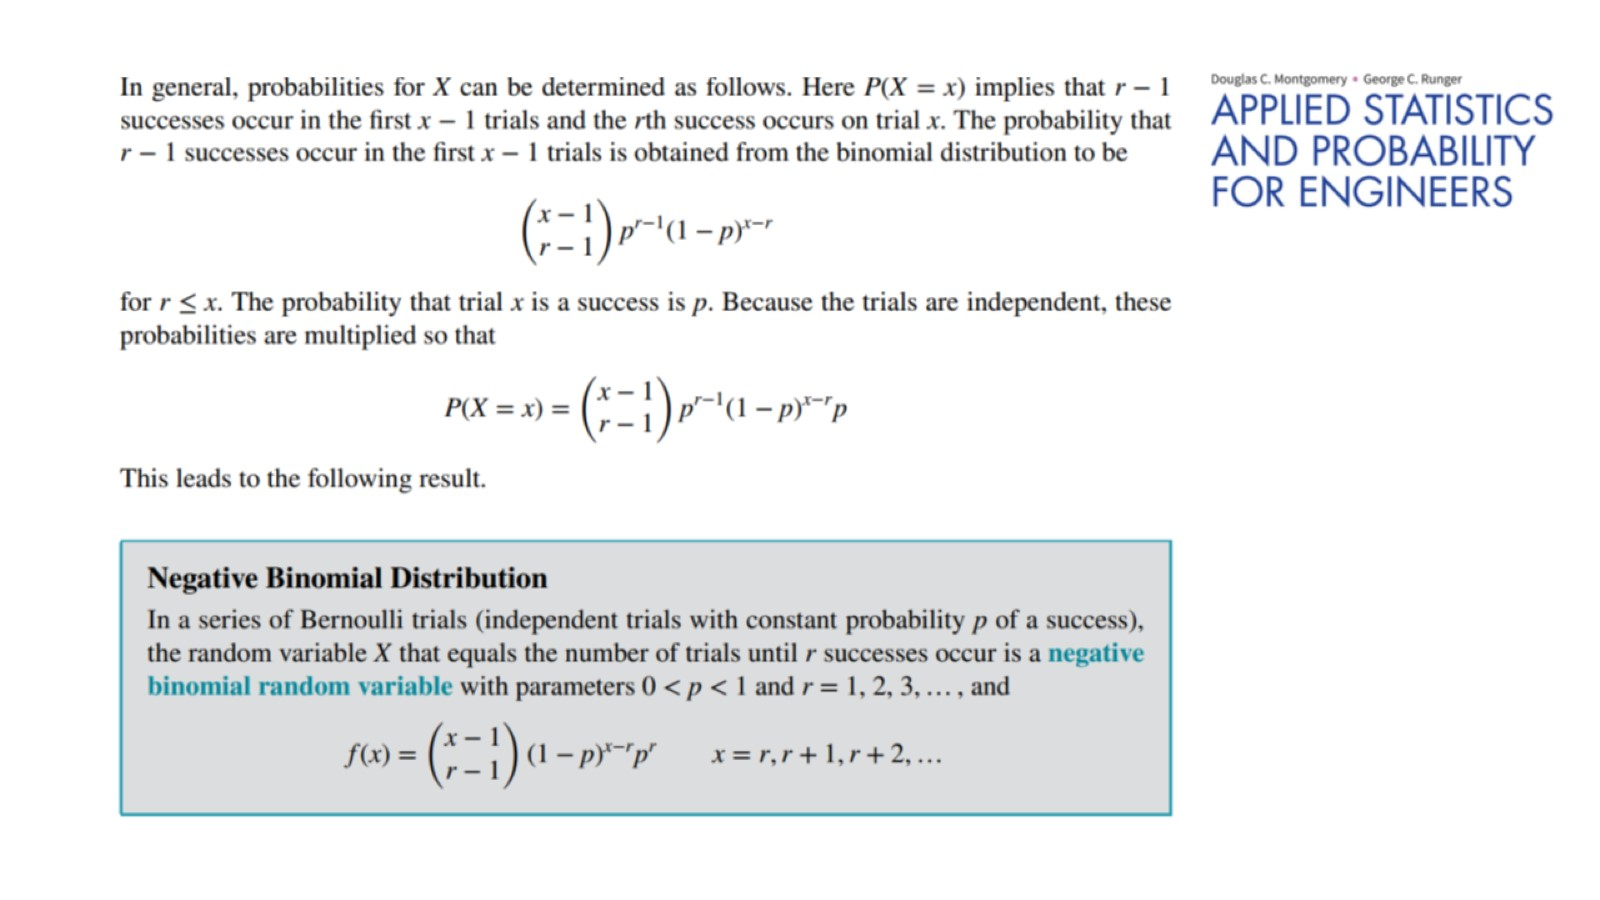 In general, probabilities for X can be determined as follows. Here P(X = x) implies that r − 1
successes occur in the first x − 1 trials and the rth success occurs on trial x. The probability that
r − 1 successes occur in the first x − 1 trials is obtained from the binomial distribution to be
(x − 1 / r − 1) p^{r−1}(1 − p)^{x−r}
for r ≤ x. The probability that trial x is a success is p. Because the trials are independent, these
probabilities are multiplied so that
P(X = x) = (x − 1 / r − 1) p^{r−1}(1 − p)^{x−r}p
This leads to the following result.
Negative Binomial Distribution
In a series of Bernoulli trials (independent trials with constant probability p of a success),
the random variable X that equals the number of trials until r successes occur is a negative
binomial random variable with parameters 0 < p < 1 and r = 1, 2, 3, … , and
f(x) = (x − 1 / r − 1) (1 − p)^{x−r}p^r x = r, r + 1, r + 2, …
Douglas C. Montgomery • George C. Runger
APPLIED STATISTICS
AND PROBABILITY
FOR ENGINEERS